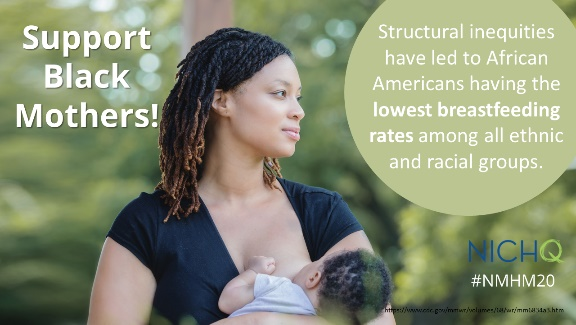 Support
Black
Mothers!
Structural inequities
have led to African
Americans having the
lowest breastfeeding
rates among all ethnic
and racial groups.
NICHQ
#NMHM20